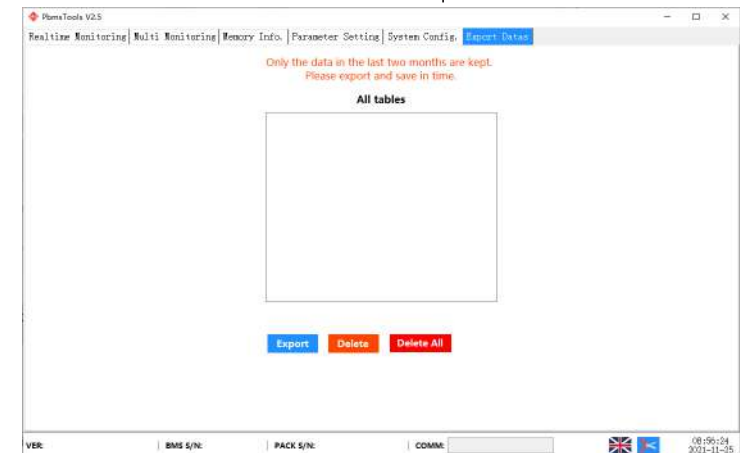 PbmsTools V2.5
Realtime Monitoring Multi Monitoring Memory Info. Parameter Setting System Config. Export Datas
Only the data in the last two months are kept.
Please export and save in time.
All tables
Export Delete Delete All
VER: BMS S/N: PACK S/N: COMM: 08:56:24
2021-11-25